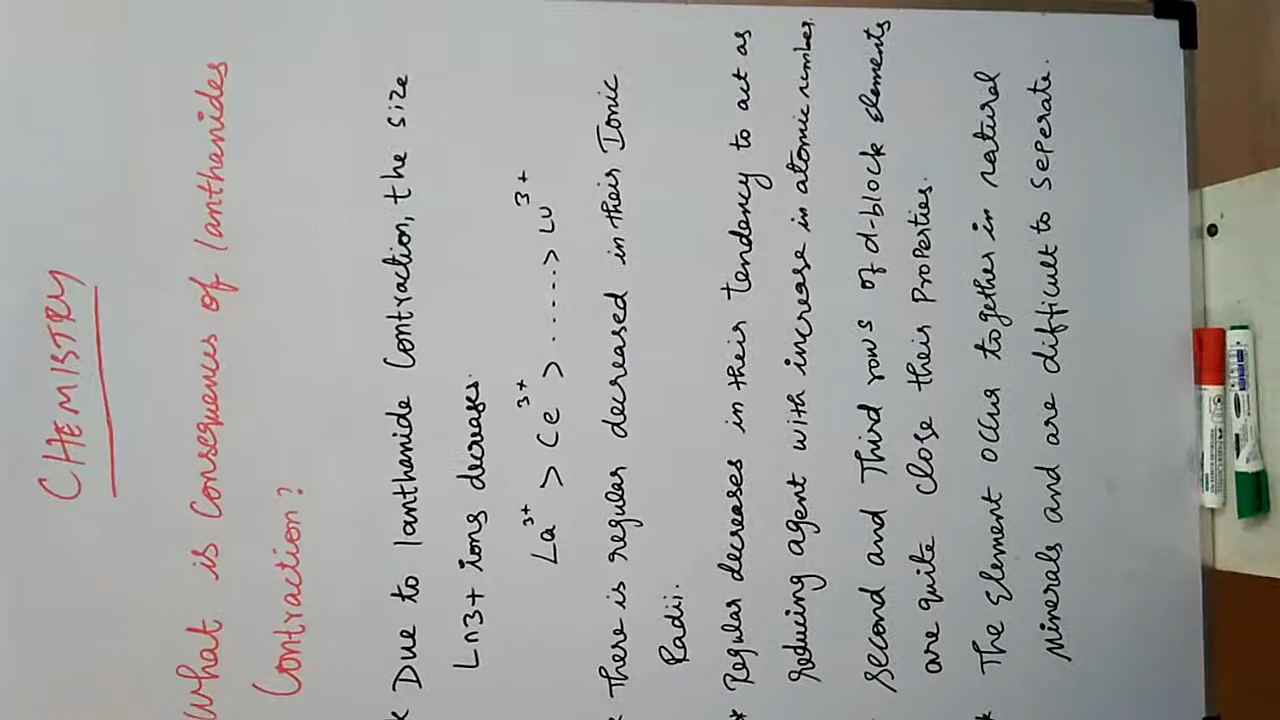 CHEMISTRY
What is Consequences of lanthanides
Contraction?
* Due to lanthanide Contraction, the size
Ln3+ ions decreases.
La³⁺ > Ce³⁺ > .....> Lu³⁺
* There is regular decreased in their Ionic
Radii.
* Regular decreases in their tendency to act as
reducing agent with increase in atomic number.
second and Third rows of d-block elements
are quite close their Properties.
* The Element occur together in natural
Minerals and are difficult to seperate.